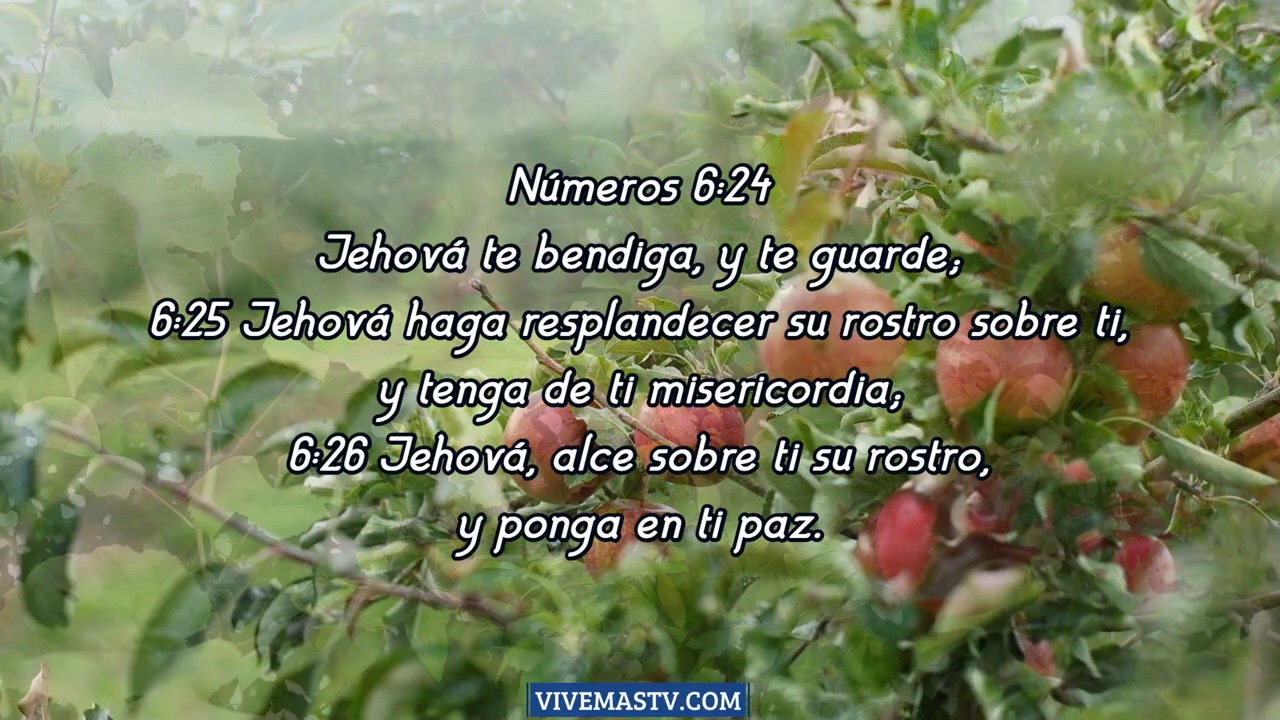 Números 6:24
Jehová te bendiga, y te guarde;
6:25 Jehová haga resplandecer su rostro sobre ti,
y tenga de ti misericordia;
6:26 Jehová, alce sobre ti su rostro,
y ponga en ti paz.
VIVEMASTV.COM